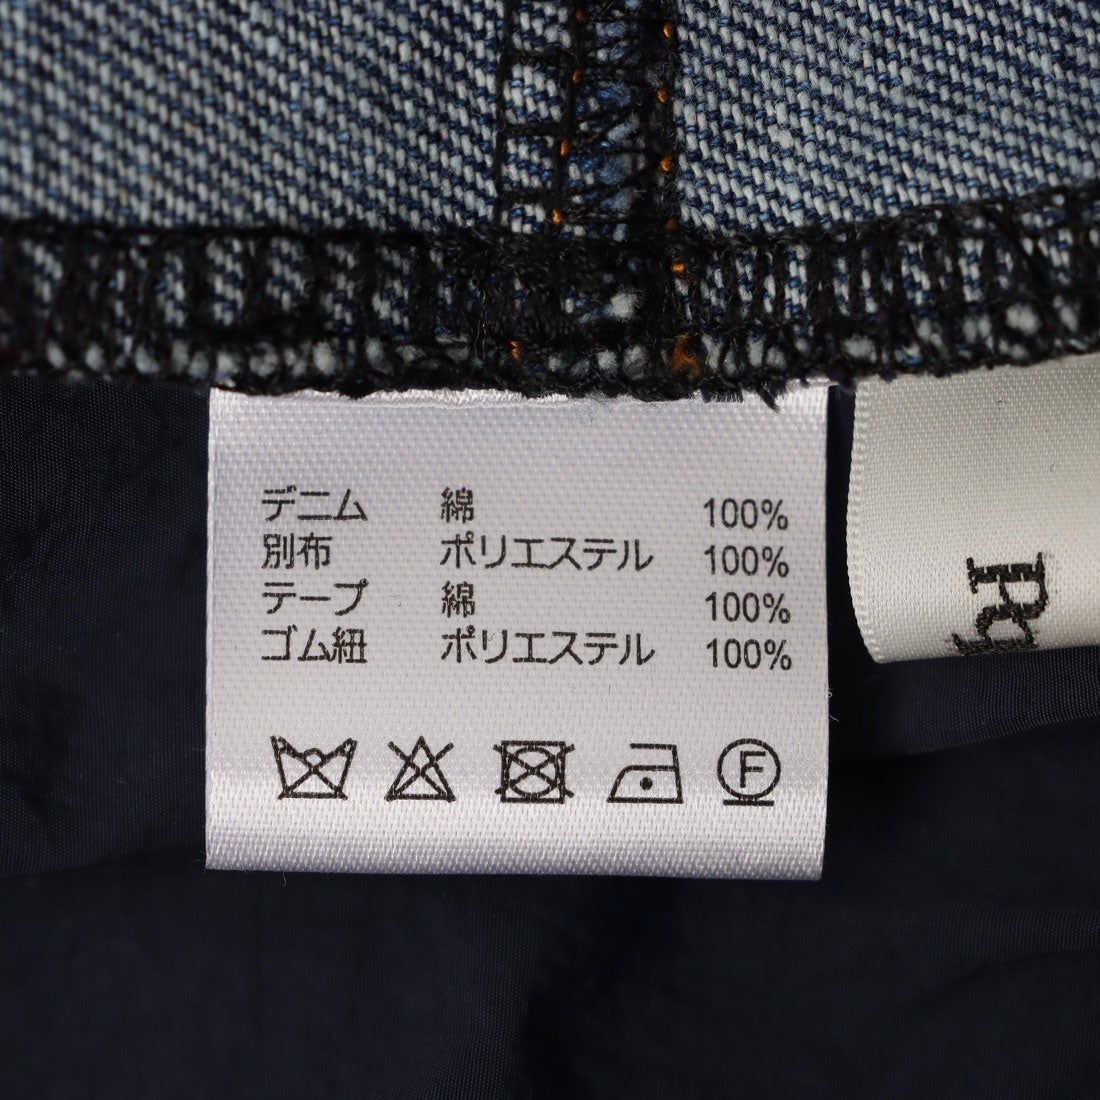 デニム 綿 100%
別布 ポリエステル 100%
テープ 綿 100%
ゴム紐 ポリエステル 100%
F